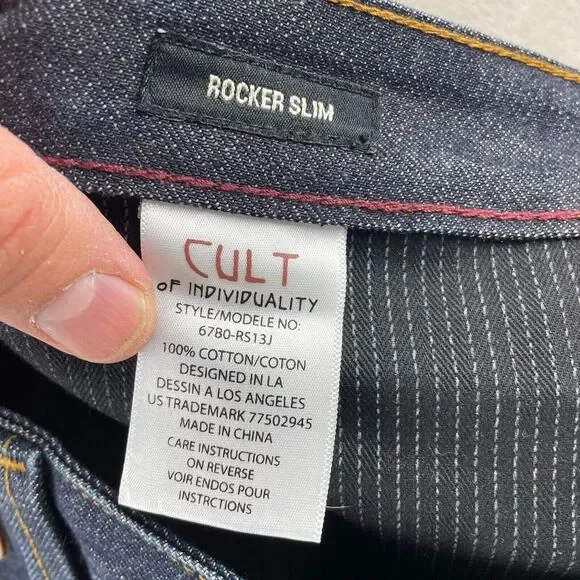 ROCKER SLIM
CULT
OF INDIVIDUALITY
STYLE/MODELE NO:
67B0-RS13J
100% COTTON/COTON
DESIGNED IN LA
DESSIN A LOS ANGELES
US TRADEMARK 77502945
MADE IN CHINA
CARE INSTRUCTIONS
ON REVERSE
VOIR ENDOS POUR
INSTRCTIONS